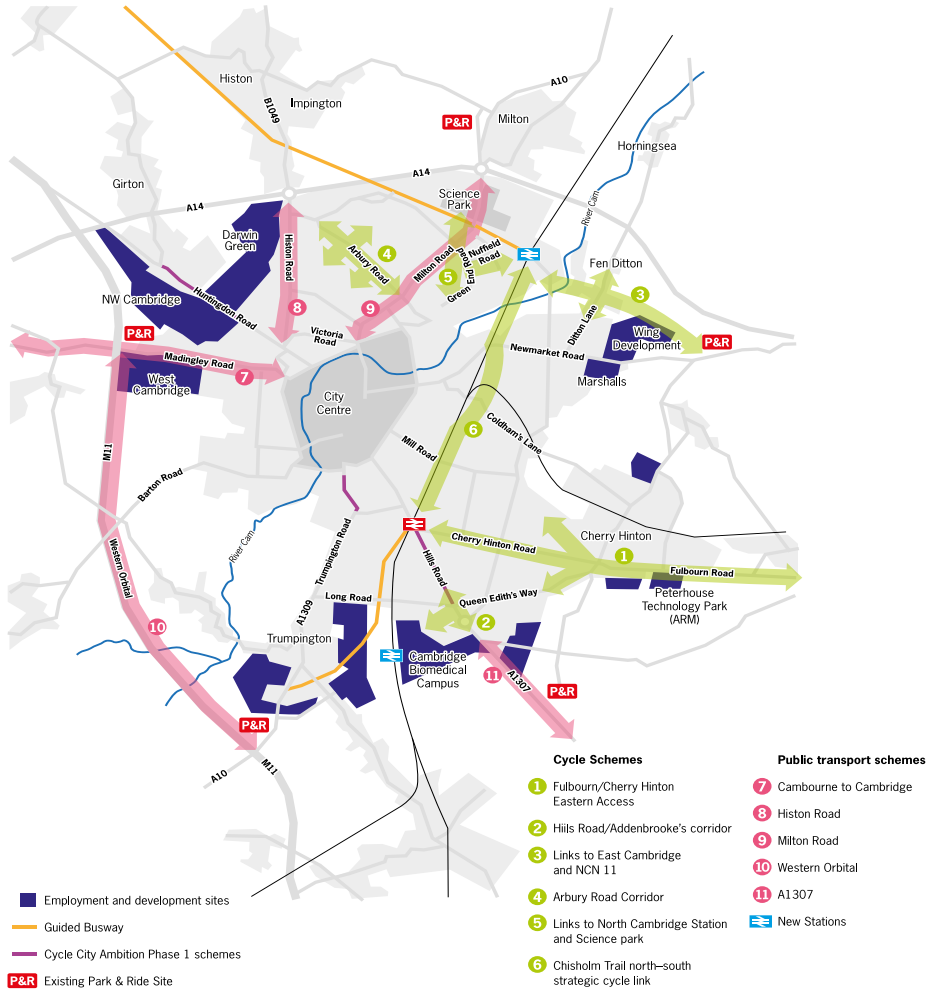 Histon
Impington
B1049
A10
P&R
Milton
Horningsea
Girton
A14
A14
Science
Park
River Cam
Darwin
Green
Histon Road
Arbury Road
4
Milton Road
Nuffield
Road
Green End Road
5
Fen Ditton
3
NW Cambridge
Huntingdon Road
8
9
Ditton Lane
P&R
Victoria
Road
Newmarket Road
Wing
Development
P&R
Madingley Road
7
West
Cambridge
Marshalls
City
Centre
6
Coldham's Lane
Mill Road
M11
Barton Road
River Cam
Trumpington Road
Cherry Hinton Road
Cherry Hinton
1
Fulbourn Road
Western Orbital
Hills Road
Long Road
A1309
Queen Edith's Way
Peterhouse
Technology Park
(ARM)
10
Trumpington
2
Cambridge
Biomedical
Campus
11
A1307
P&R
P&R
A10
M11
Cycle Schemes
1 Fulbourn/Cherry Hinton
Eastern Access
2 Hiils Road/Addenbrooke's corridor
3 Links to East Cambridge
and NCN 11
4 Arbury Road Corridor
5 Links to North Cambridge Station
and Science park
6 Chisholm Trail north–south
strategic cycle link
Public transport schemes
7 Cambourne to Cambridge
8 Histon Road
9 Milton Road
10 Western Orbital
11 A1307
New Stations
Employment and development sites
Guided Busway
Cycle City Ambition Phase 1 schemes
P&R Existing Park & Ride Site